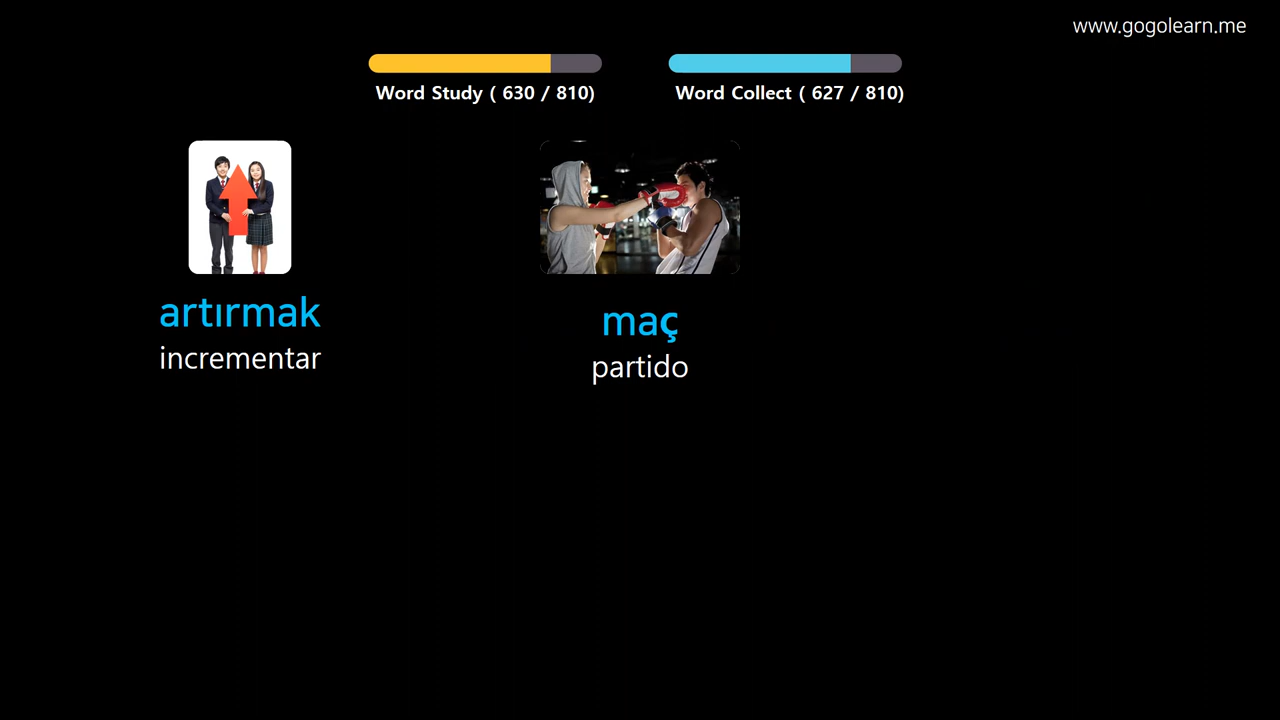 www.gogolearn.me
Word Study ( 630 / 810)
Word Collect ( 627 / 810)
artırmak
incrementar
maç
partido